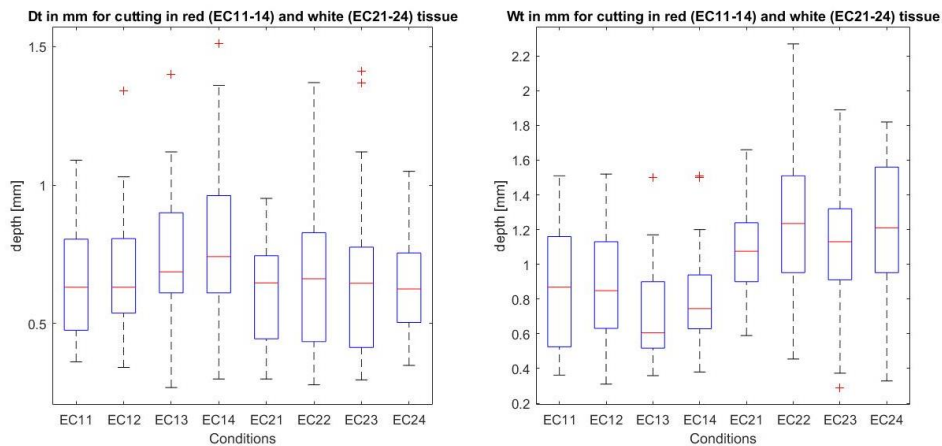 Dt in mm for cutting in red (EC11-14) and white (EC21-24) tissue
1.5
1
0.5
depth [mm]
EC11 EC12 EC13 EC14 EC21 EC22 EC23 EC24
Conditions
Wt in mm for cutting in red (EC11-14) and white (EC21-24) tissue
2.2
2
1.8
1.6
1.4
1.2
1
0.8
0.6
0.4
0.2
depth [mm]
EC11 EC12 EC13 EC14 EC21 EC22 EC23 EC24
Conditions